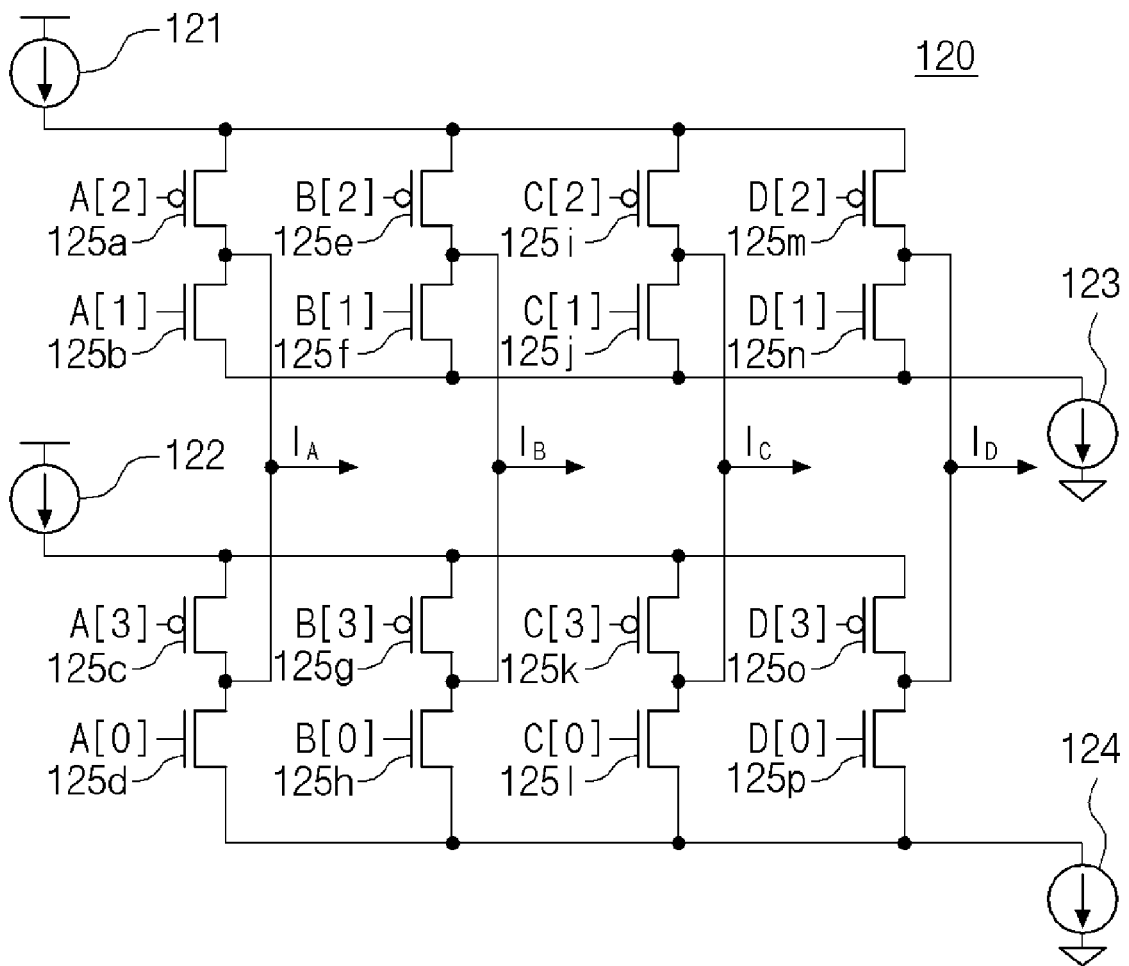 121
120
A[2] B[2] C[2] D[2]
125a 125e 125i 125m
123
A[1] B[1] C[1] D[1]
125b 125f 125j 125n
122
I_A I_B I_C I_D
A[3] B[3] C[3] D[3]
125c 125g 125k 125o
A[0] B[0] C[0] D[0]
124
125d 125h 125l 125p